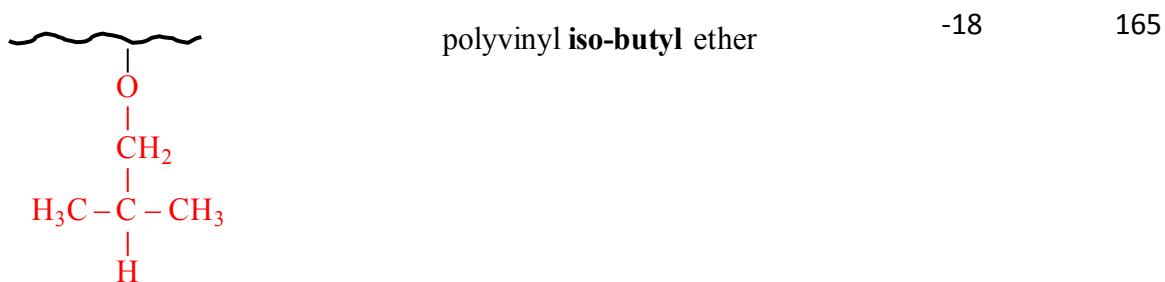 polyvinyl iso-butyl ether -18 165
O
CH₂
H₃C – C – CH₃
H